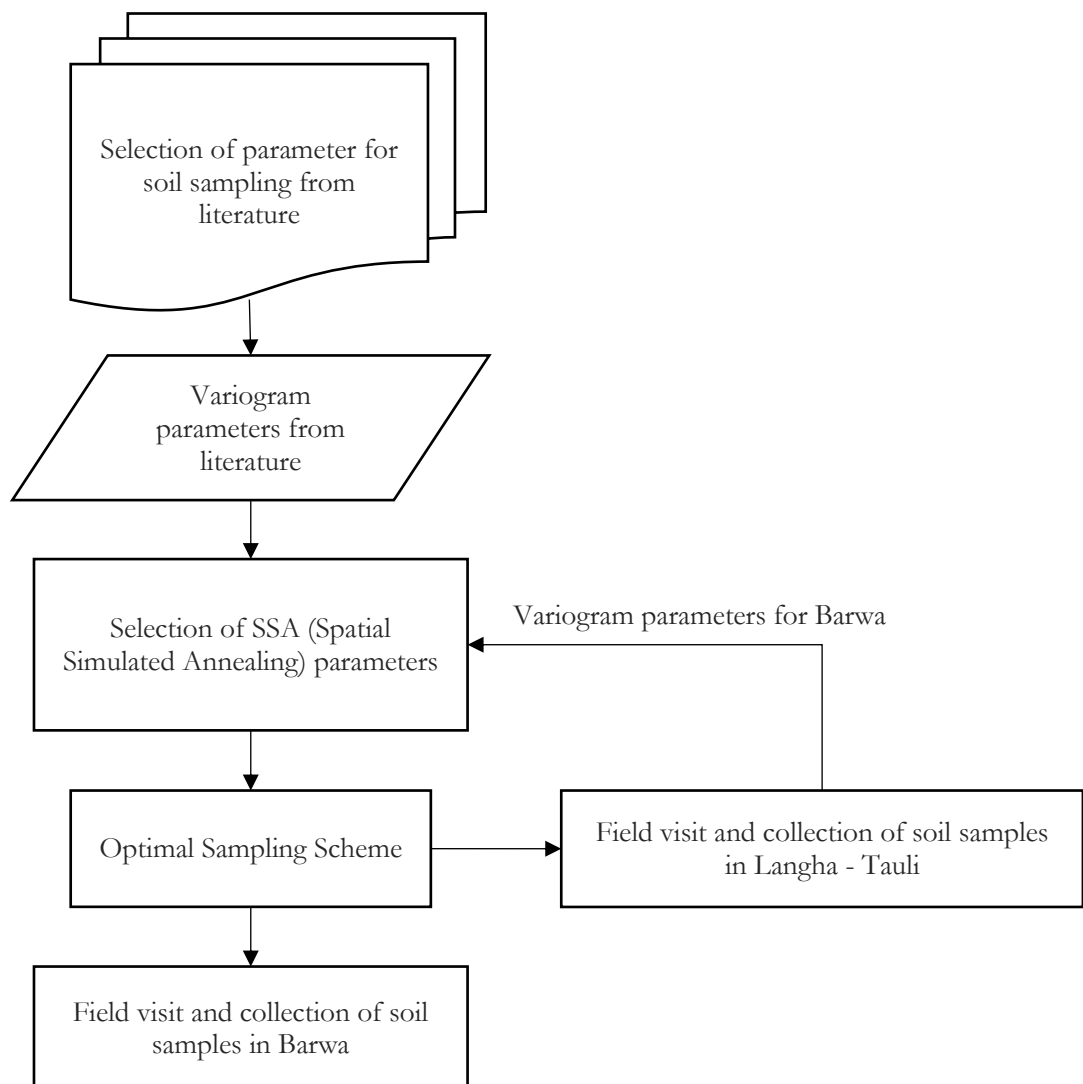 Selection of parameter for
soil sampling from
literature
Variogram
parameters from
literature
Selection of SSA (Spatial
Simulated Annealing) parameters
Variogram parameters for Barwa
Optimal Sampling Scheme
Field visit and collection of soil samples
in Langha - Tauli
Field visit and collection of soil
samples in Barwa